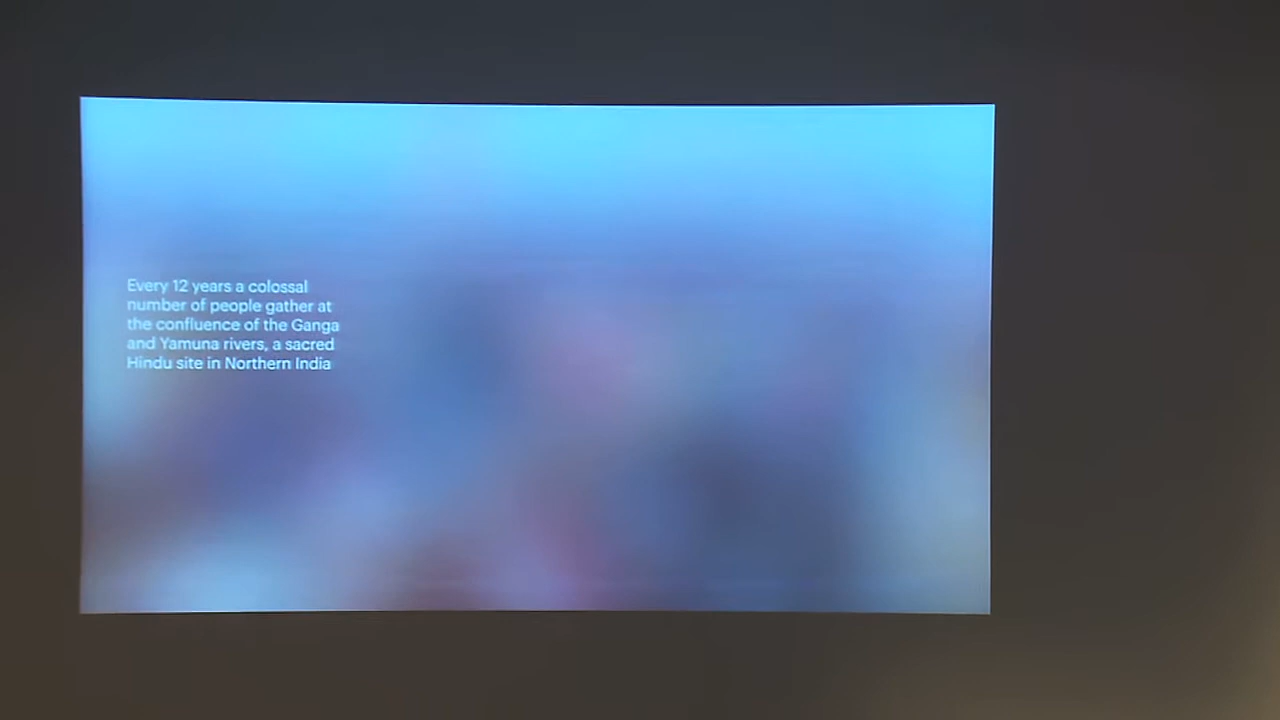 Every 12 years a colossal
number of people gather at
the confluence of the Ganga
and Yamuna rivers, a sacred
Hindu site in Northern India